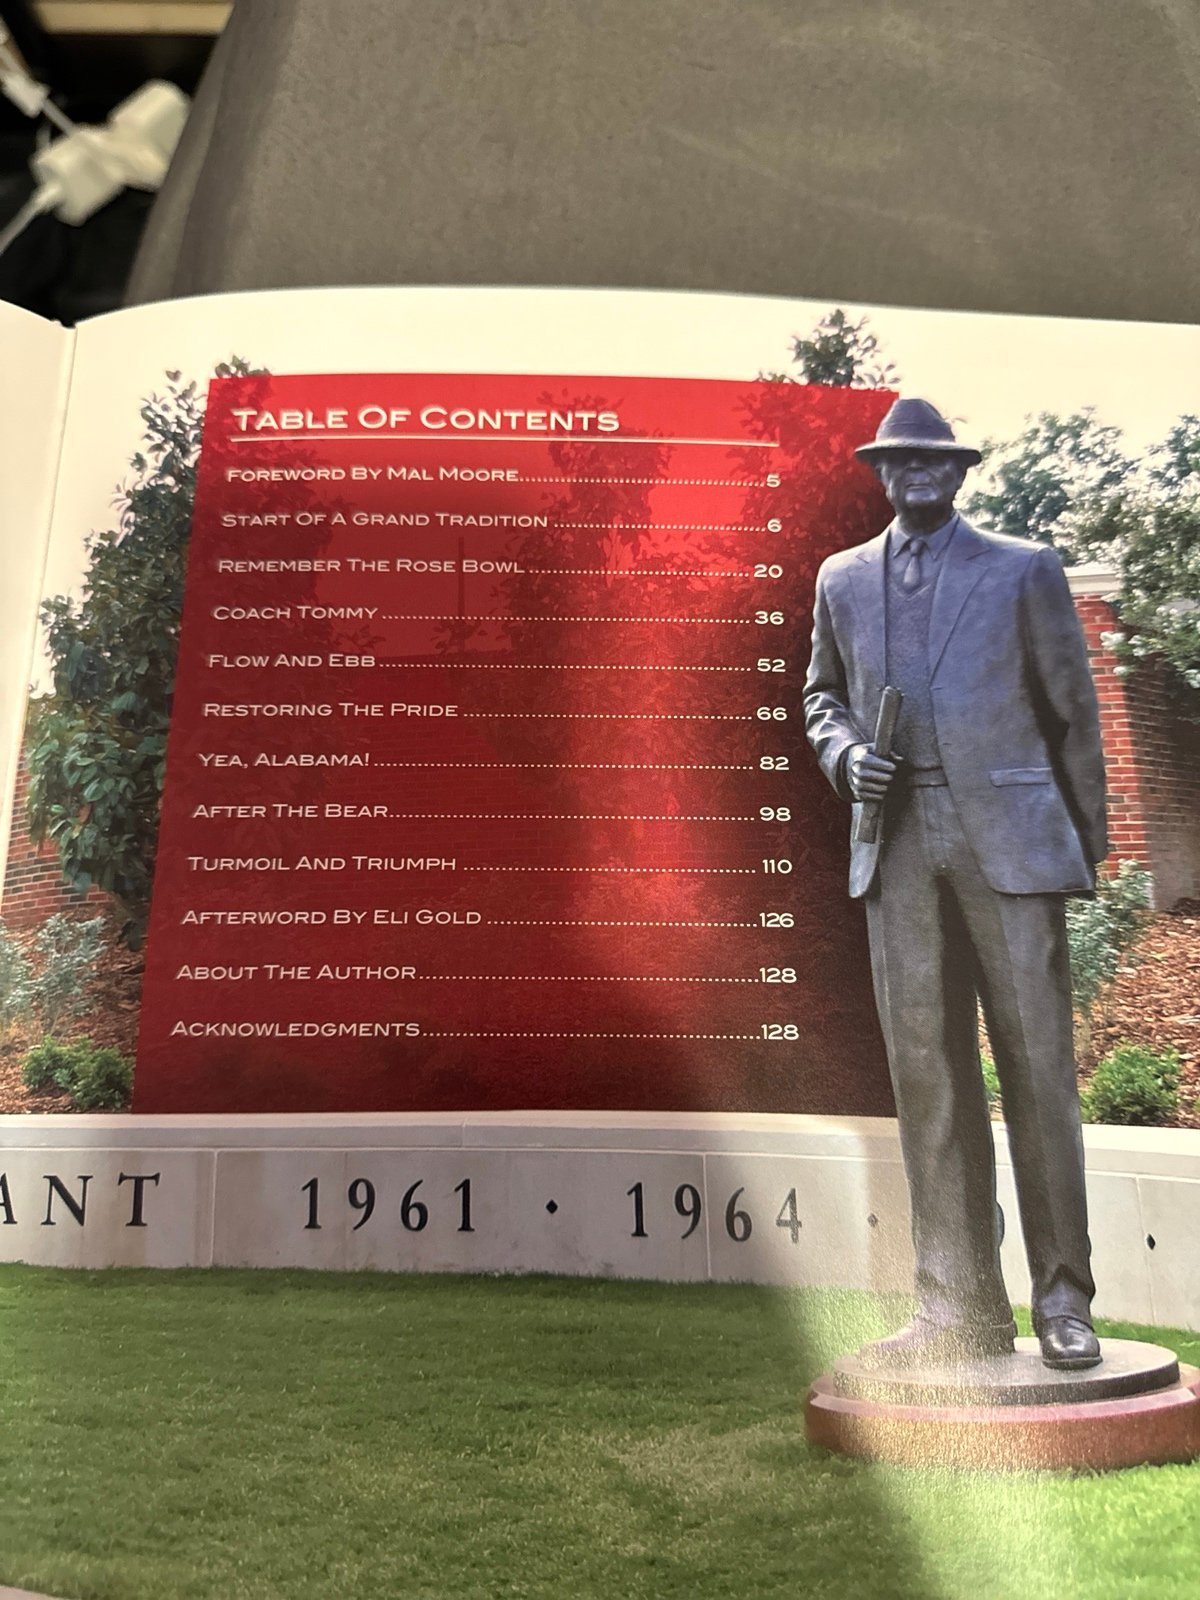 TABLE OF CONTENTS
FOREWORD BY MAL MOORE..........5
START OF A GRAND TRADITION..........6
REMEMBER THE ROSE BOWL..........20
COACH TOMMY..........36
FLOW AND EBB..........52
RESTORING THE PRIDE..........66
YEA, ALABAMA!..........82
AFTER THE BEAR..........98
TURMOIL AND TRIUMPH..........110
AFTERWORD BY ELI GOLD..........126
ABOUT THE AUTHOR..........128
ACKNOWLEDGMENTS..........128
ANT 1961 · 1964 ·